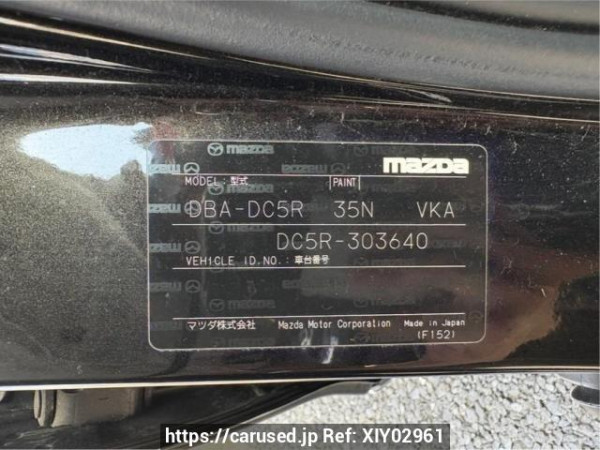 mazda
mazda
MODEL: 型式 PAINT
DBA-DC5R 35N VKA
DC5R-303640
VEHICLE ID.NO.: 車台番号
マツダ株式会社 Mazda Motor Corporation Made in Japan
(F152)
https://carused.jp Ref: XIY02961